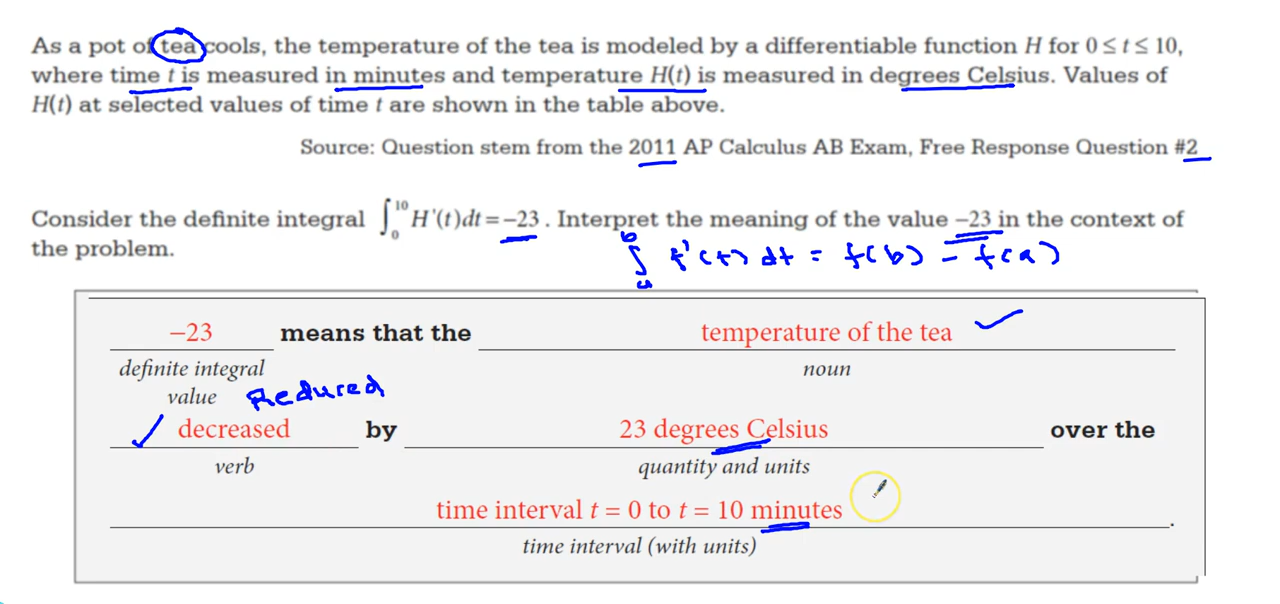 As a pot of tea cools, the temperature of the tea is modeled by a differentiable function H for 0 ≤ t ≤ 10,
where time t is measured in minutes and temperature H(t) is measured in degrees Celsius. Values of
H(t) at selected values of time t are shown in the table above.
Source: Question stem from the 2011 AP Calculus AB Exam, Free Response Question #2
Consider the definite integral ∫₀¹⁰ H'(t)dt = –23. Interpret the meaning of the value –23 in the context of
the problem.
∫ₐᵇ f'(t) dt = f(b) – f(a)
–23 means that the temperature of the tea
definite integral noun
value Reduced
decreased by 23 degrees Celsius over the
verb quantity and units
time interval t = 0 to t = 10 minutes.
time interval (with units)